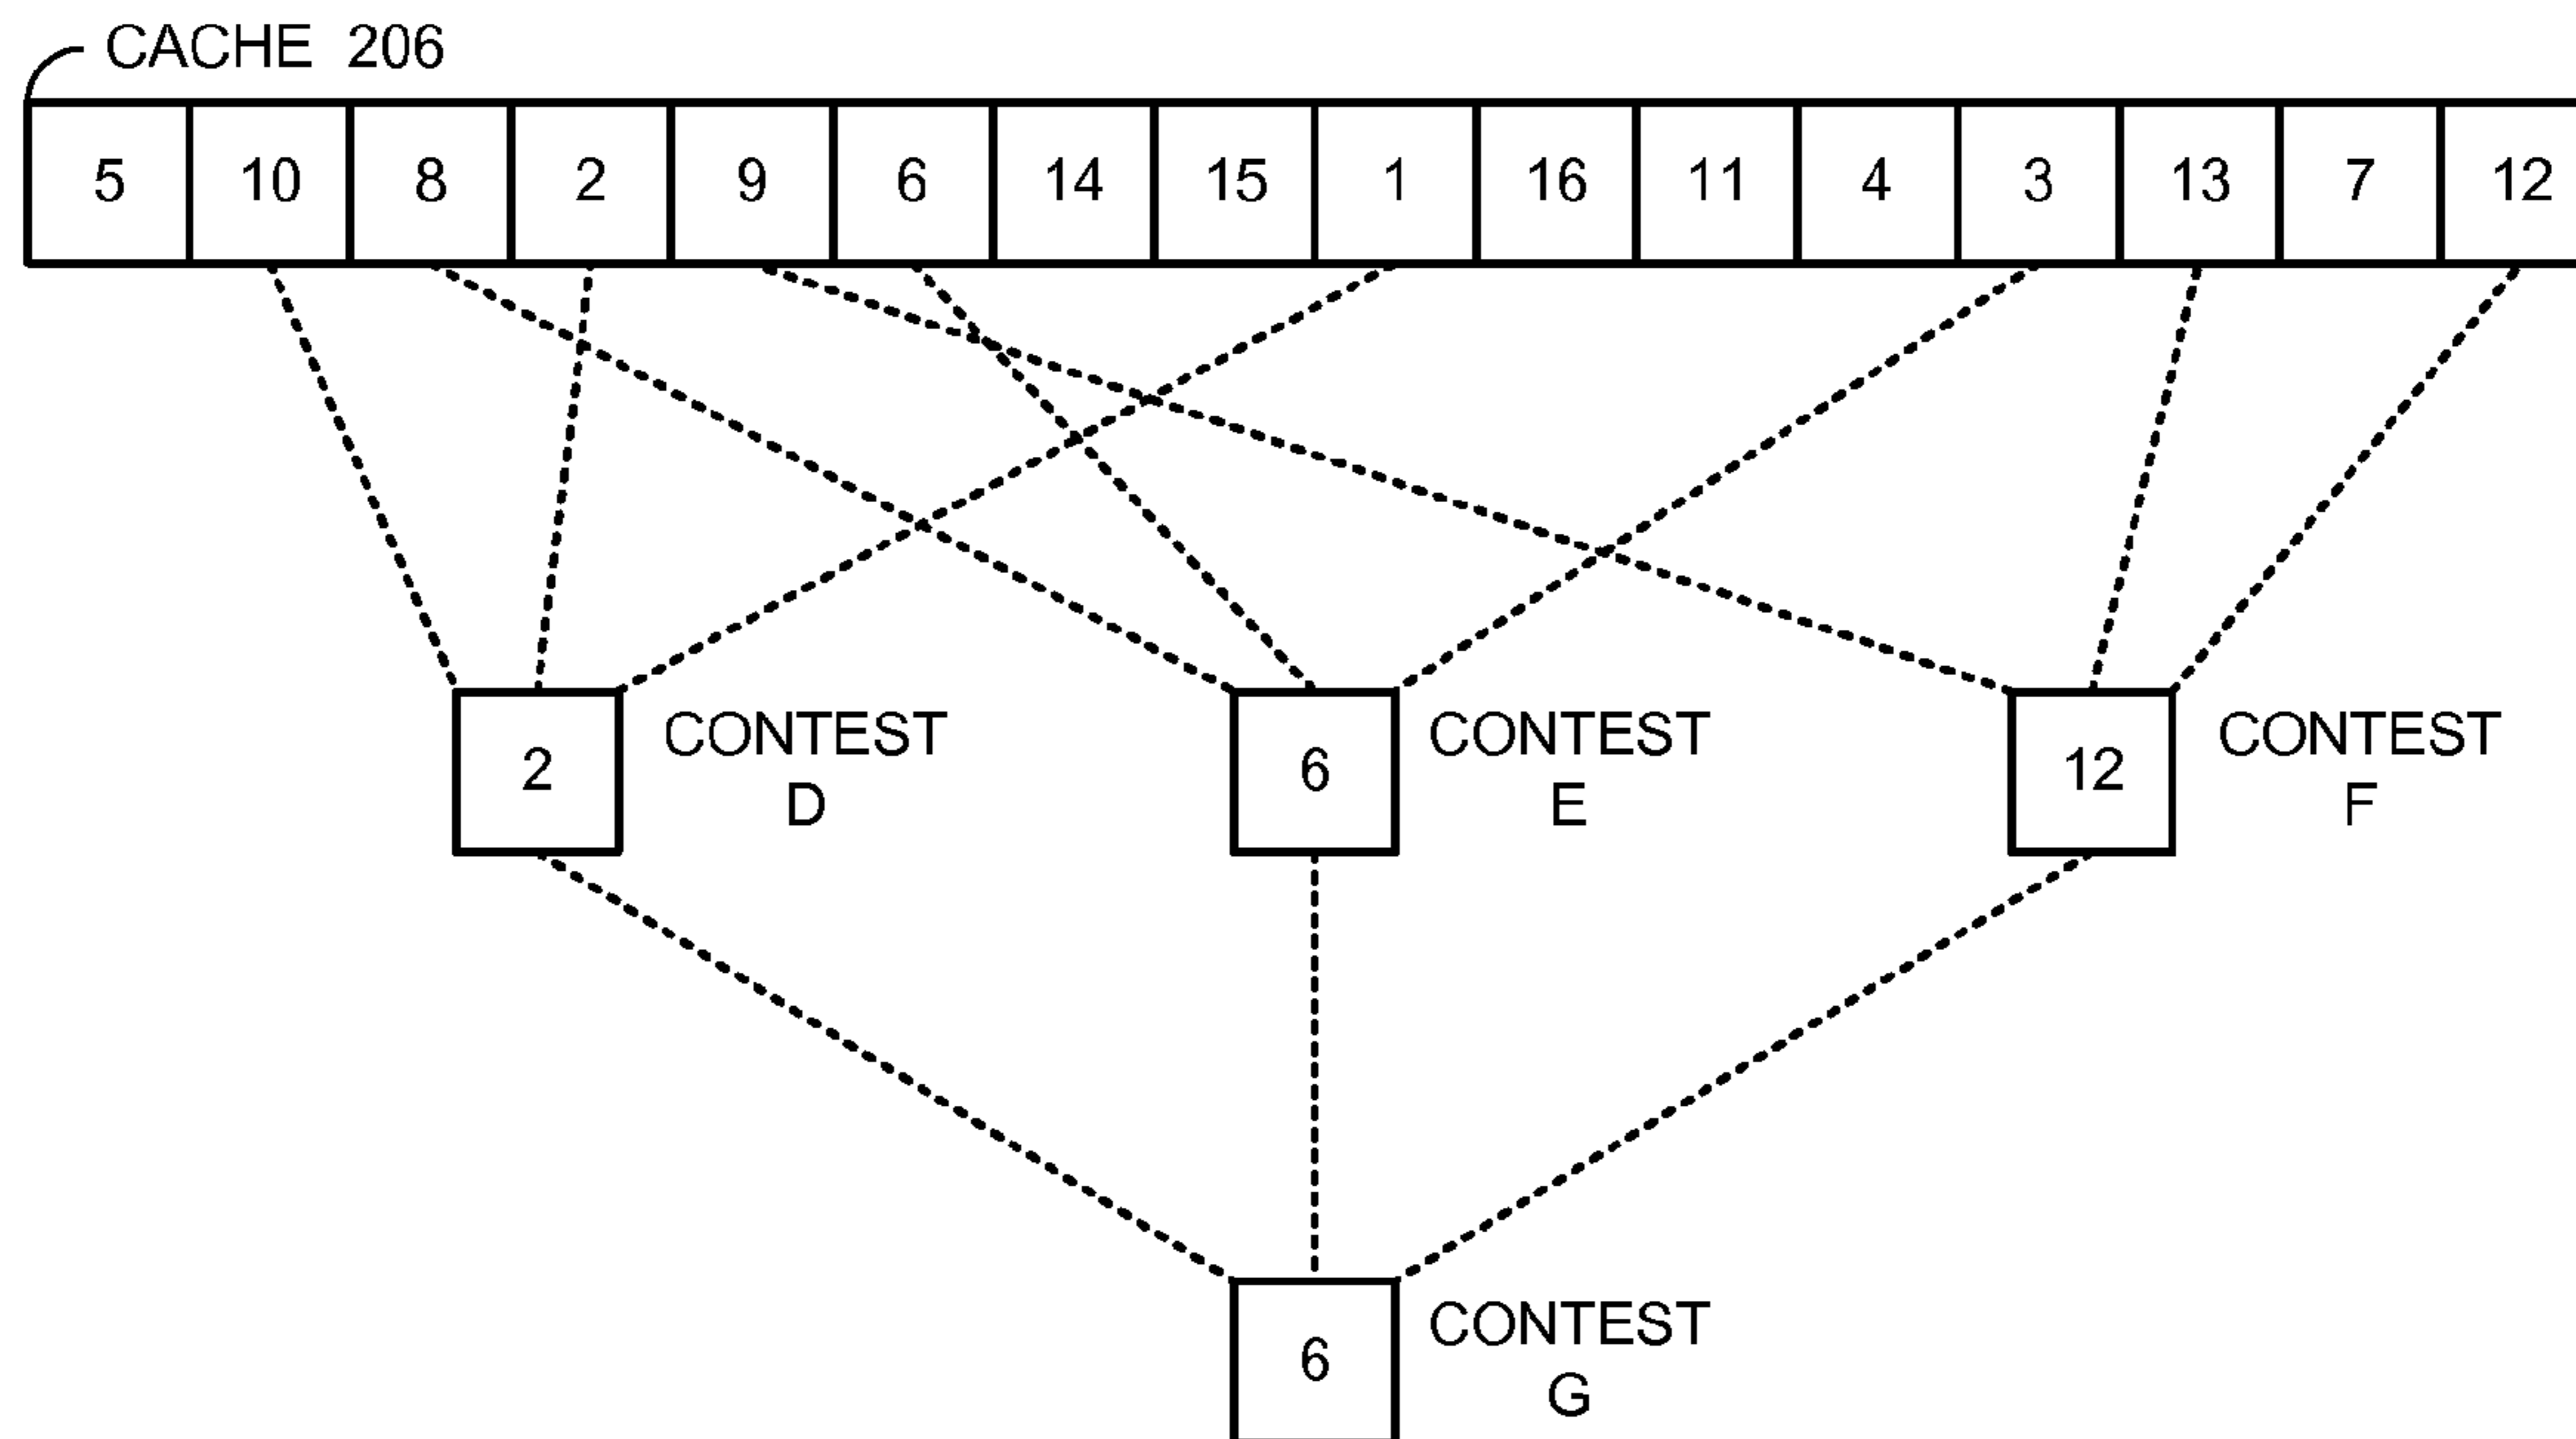 CACHE 206
5 10 8 2 9 6 14 15 1 16 11 4 3 13 7 12
2 CONTEST D
6 CONTEST E
12 CONTEST F
6 CONTEST G